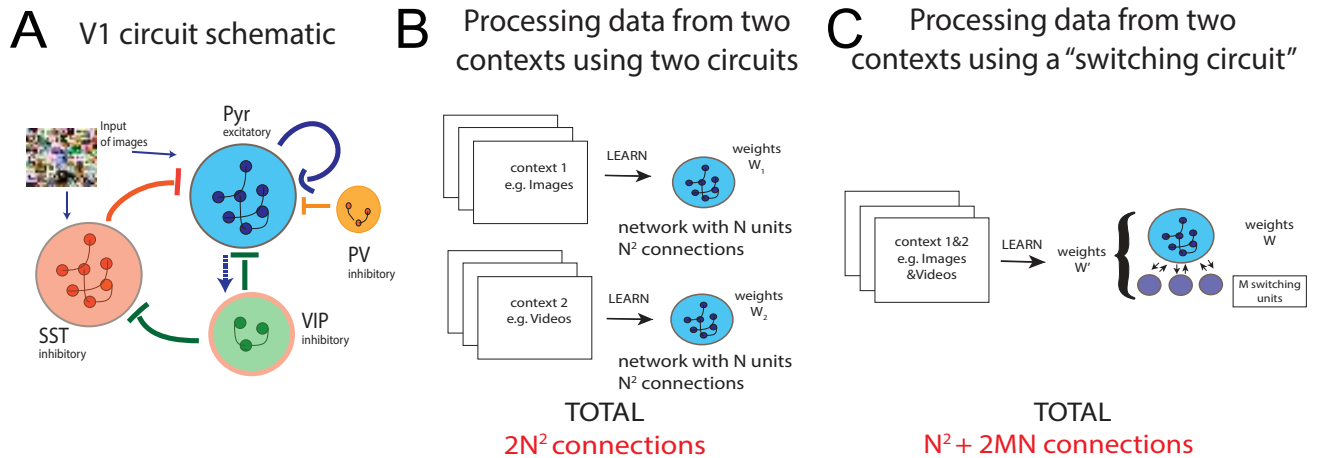 A
V1 circuit schematic
Input
of images
Pyr
excitatory
PV
inhibitory
SST
inhibitory
VIP
inhibitory
B
Processing data from two
contexts using two circuits
context 1
e.g. Images
LEARN
weights
W₁
network with N units
N² connections
context 2
e.g. Videos
LEARN
weights
W₂
network with N units
N² connections
TOTAL
2N² connections
C
Processing data from two
contexts using a “switching circuit”
context 1&2
e.g. Images
&Videos
LEARN
weights
W'
weights
W
M switching
units
TOTAL
N² + 2MN connections